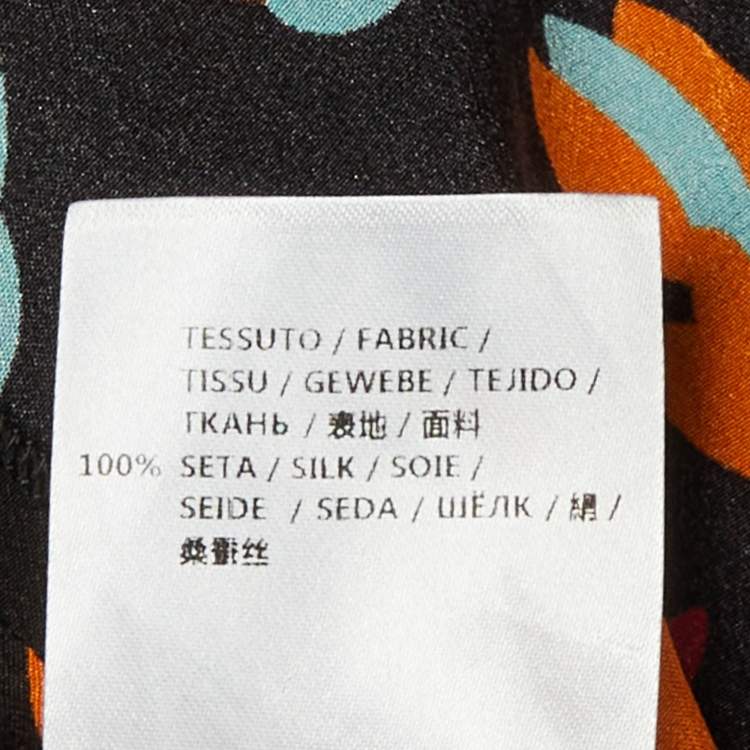 TESSUTO / FABRIC /
TISSU / GEWEBE / TEJIDO /
ТКАНЬ / 表地 / 面料
100% SETA / SILK / SOIE /
SEIDE / SEDA / ШЁЛК / 絹 /
桑蚕丝